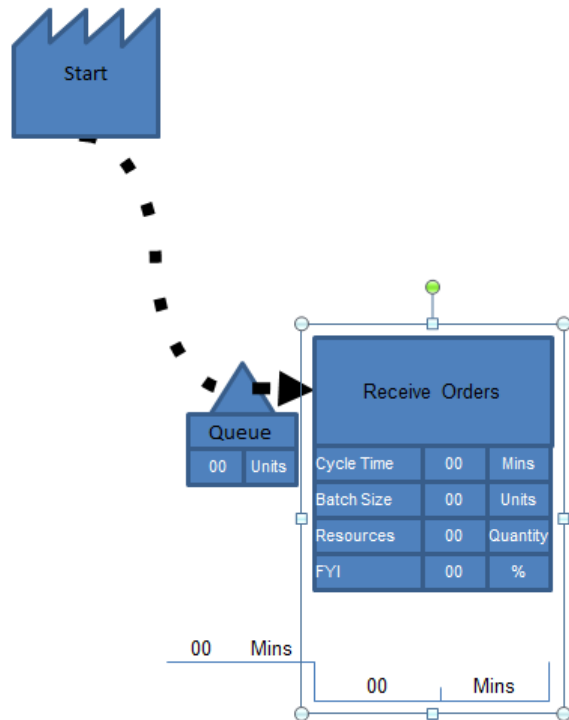 Start
Receive Orders
Queue
00 Units
Cycle Time 00 Mins
Batch Size 00 Units
Resources 00 Quantity
FYI 00 %
00 Mins
00 Mins